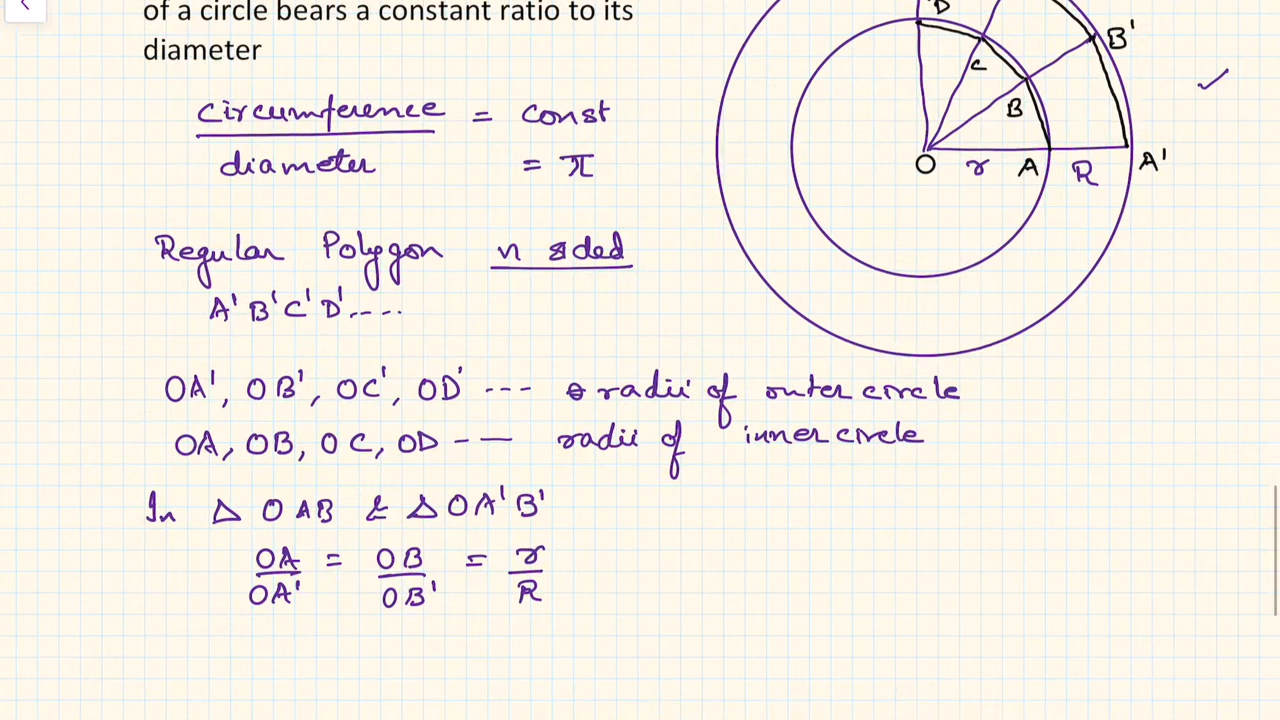 of a circle bears a constant ratio to its
diameter
Circumference / diameter = Const
= π
Regular Polygon n sided
A' B' C' D' ....
OA', OB', OC', OD' --- radii of outer circle
OA, OB, OC, OD --- radii of inner circle
In Δ OAB & Δ OA'B'
OA/OA' = OB/OB' = r/R
D
C
B
B'
O r A R A'